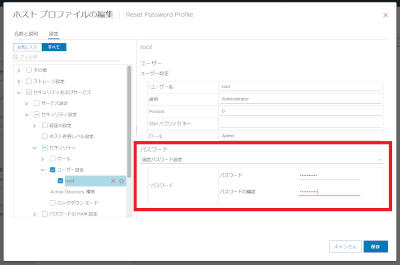 ホスト プロファイルの編集 | Reset Password Profile
名前と説明 設定
お気に入り すべて
フィルタ
その他
ストレージ設定
セキュリティおよびサービス
サービス設定
セキュリティ設定
認証の設定
ホスト許容レベル設定
セキュリティ
ロール
ユーザー設定
root
Active Directory 権限
ロックダウン モード
パスワードの PAM 設定
root
ユーザー
ユーザー設定
*ユーザー名 root
説明 Administrator
Posixid 0
SSH パブリックキー
ロール Admin
パスワード
固定パスワード設定
*パスワード
パスワード ••••••••••
パスワードの確認 ••••••••••
キャンセル 保存